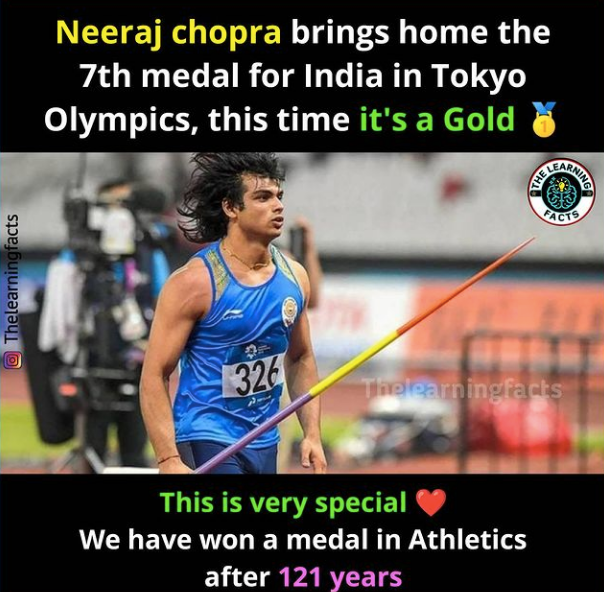 Neeraj chopra brings home the
7th medal for India in Tokyo
Olympics, this time it's a Gold
THE LEARNING
FACTS
Thelearningfacts
326
Thelearningfacts
This is very special
We have won a medal in Athletics
after 121 years